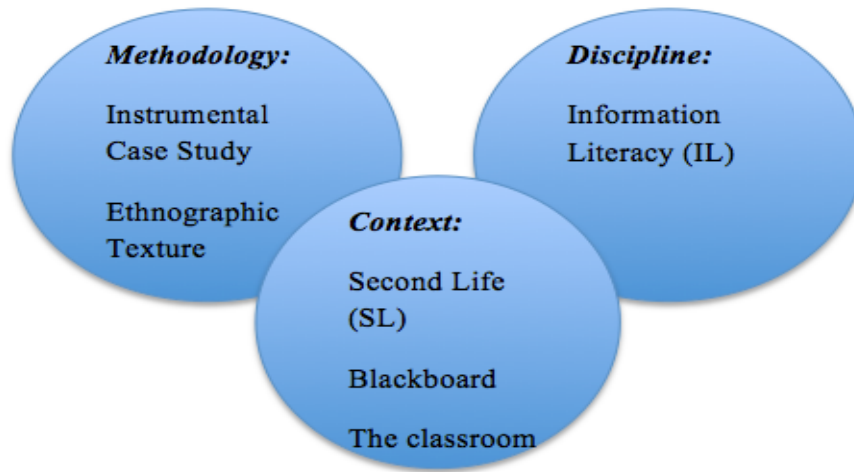 Methodology:
Instrumental
Case Study
Ethnographic
Texture
Discipline:
Information
Literacy (IL)
Context:
Second Life
(SL)
Blackboard
The classroom